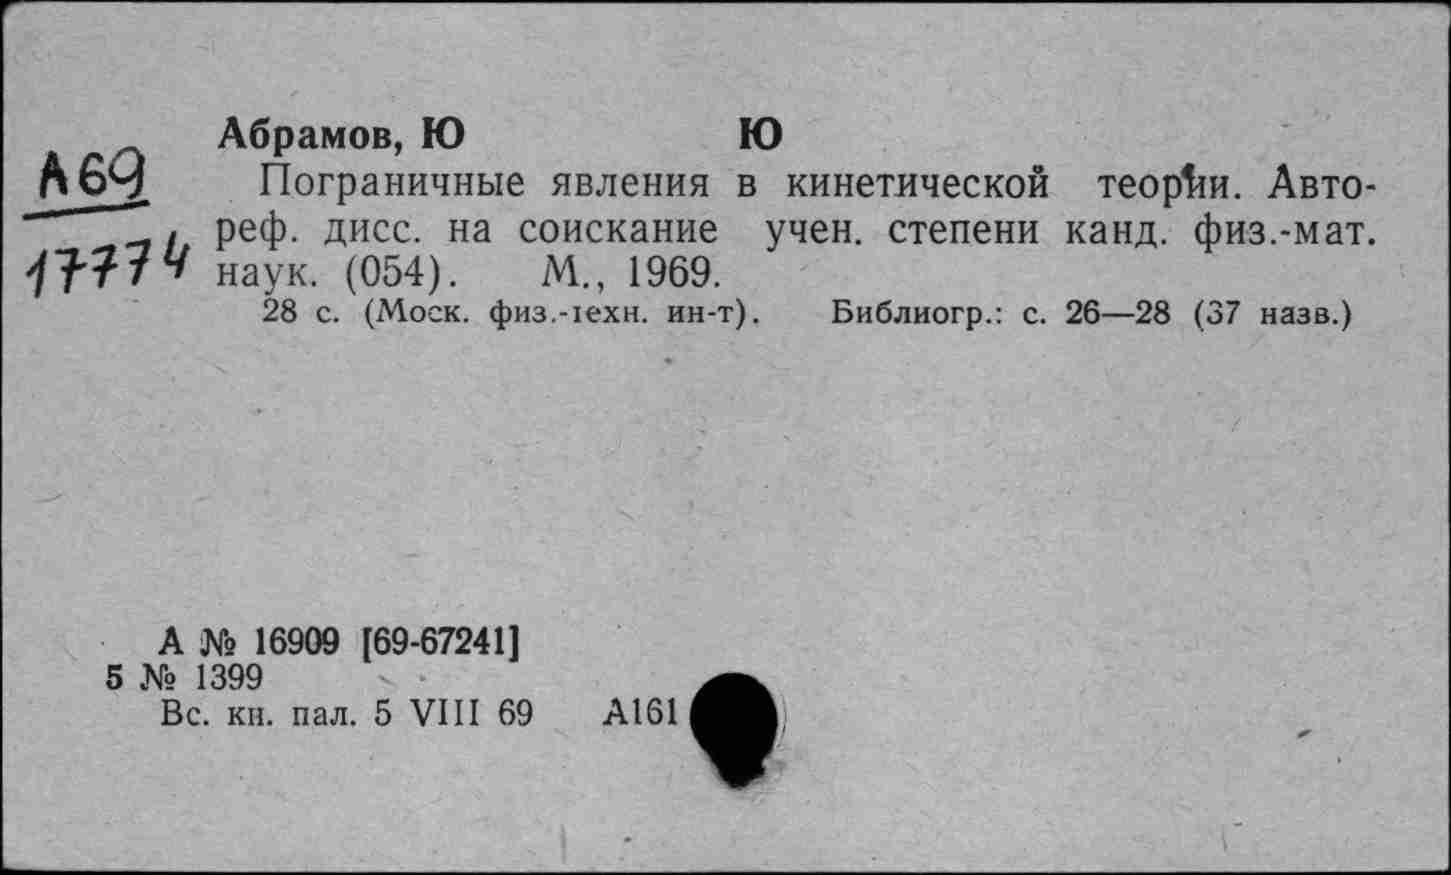 Абрамов, Ю Ю
А69
Пограничные явления в кинетической теории. Авто-
реф. дисс. на соискание учен. степени канд. физ.-мат.
17774
наук. (054). М., 1969.
28 с. (Моск. физ.-техн. ин-т). Библиогр.: с. 26—28 (37 назв.)
А № 16909 [69-67241]
5 № 1399
Вс. кн. пал. 5 VIII 69 А161